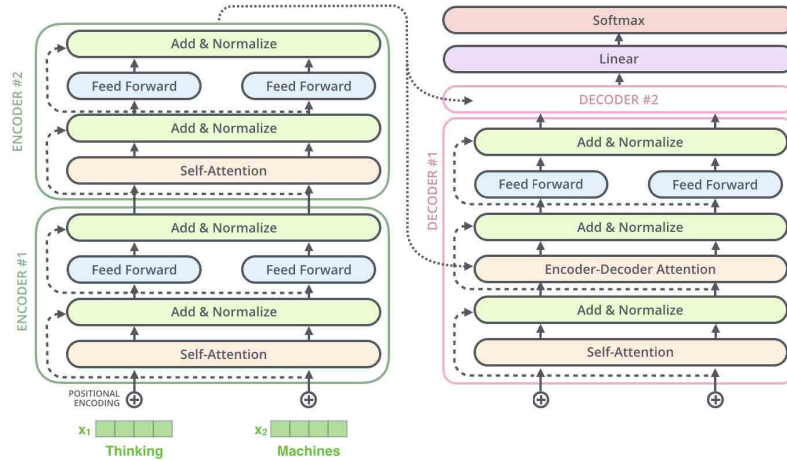 ENCODER #2
Add & Normalize
Feed Forward
Feed Forward
Add & Normalize
Self-Attention
ENCODER #1
Add & Normalize
Feed Forward
Feed Forward
Add & Normalize
Self-Attention
POSITIONAL
ENCODING
x1
x2
Thinking
Machines
Softmax
Linear
DECODER #2
DECODER #1
Add & Normalize
Feed Forward
Feed Forward
Add & Normalize
Encoder-Decoder Attention
Add & Normalize
Self-Attention